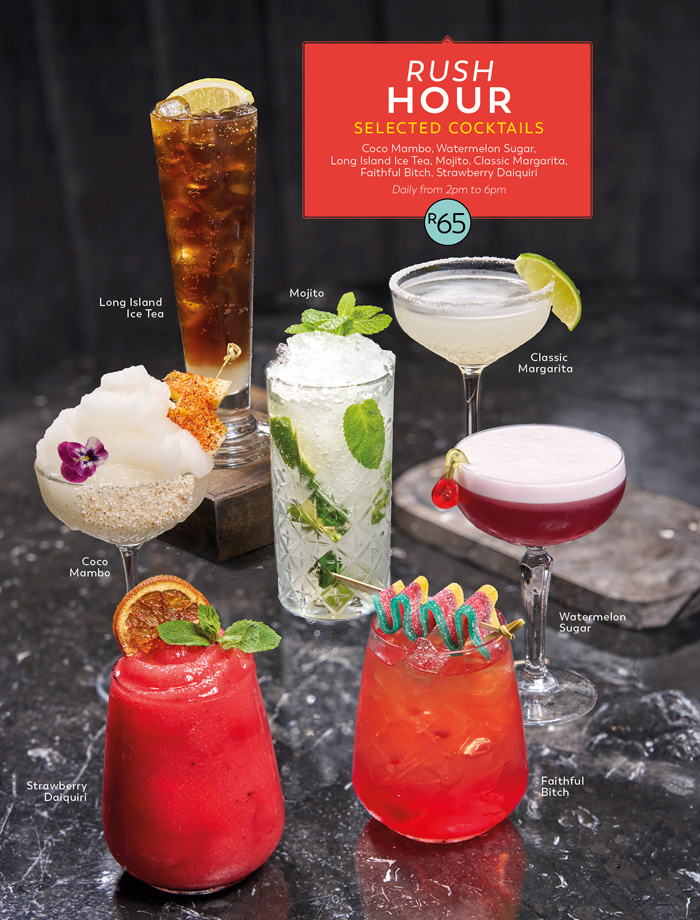 RUSH
HOUR
SELECTED COCKTAILS
Coco Mambo, Watermelon Sugar,
Long Island Ice Tea, Mojito, Classic Margarita,
Faithful Bitch, Strawberry Daiquiri
Daily from 2pm to 6pm
R65
Long Island
Ice Tea
Mojito
Classic
Margarita
Coco
Mambo
Watermelon
Sugar
Strawberry
Daiquiri
Faithful
Bitch